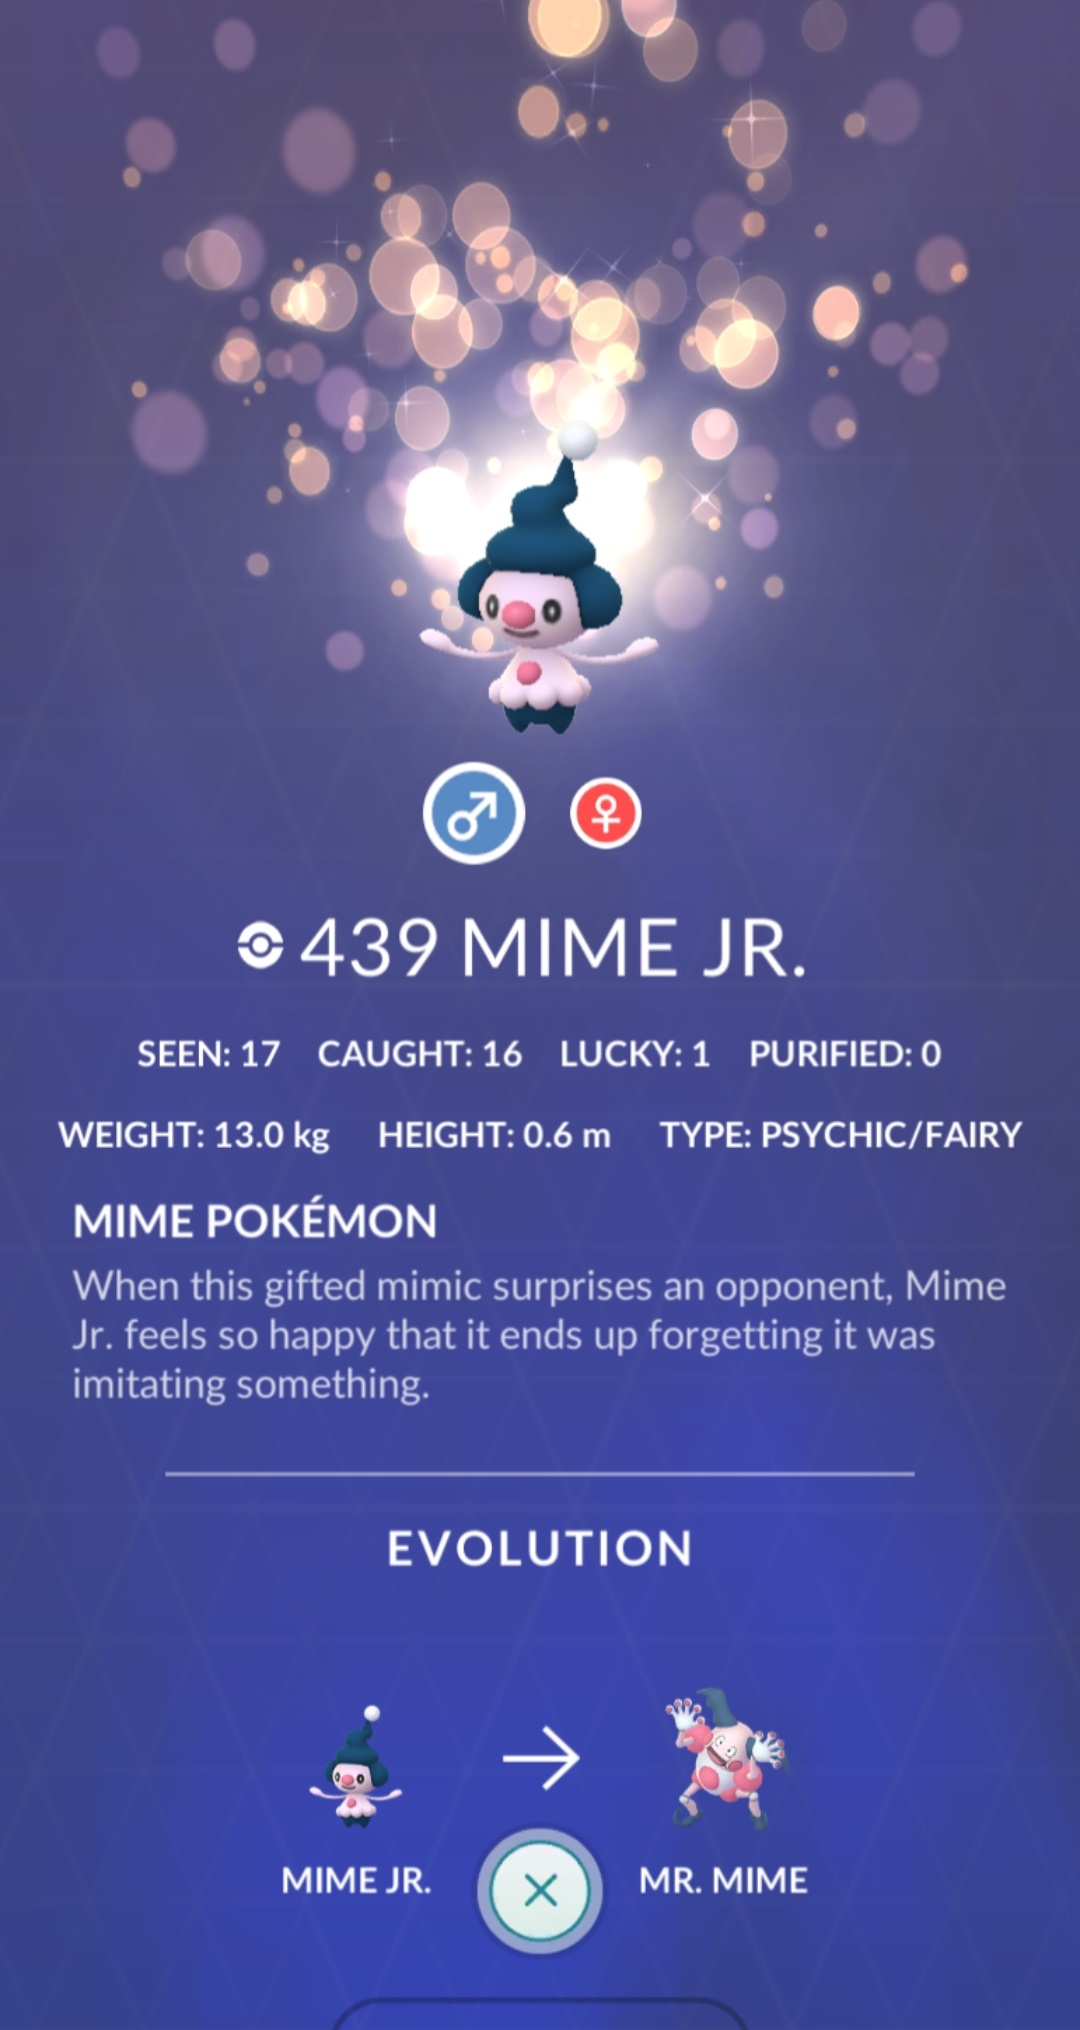 439 MIME JR.
SEEN: 17 CAUGHT: 16 LUCKY: 1 PURIFIED: 0
WEIGHT: 13.0 kg HEIGHT: 0.6 m TYPE: PSYCHIC/FAIRY
MIME POKÉMON
When this gifted mimic surprises an opponent, Mime
Jr. feels so happy that it ends up forgetting it was
imitating something.
EVOLUTION
MIME JR. MR. MIME